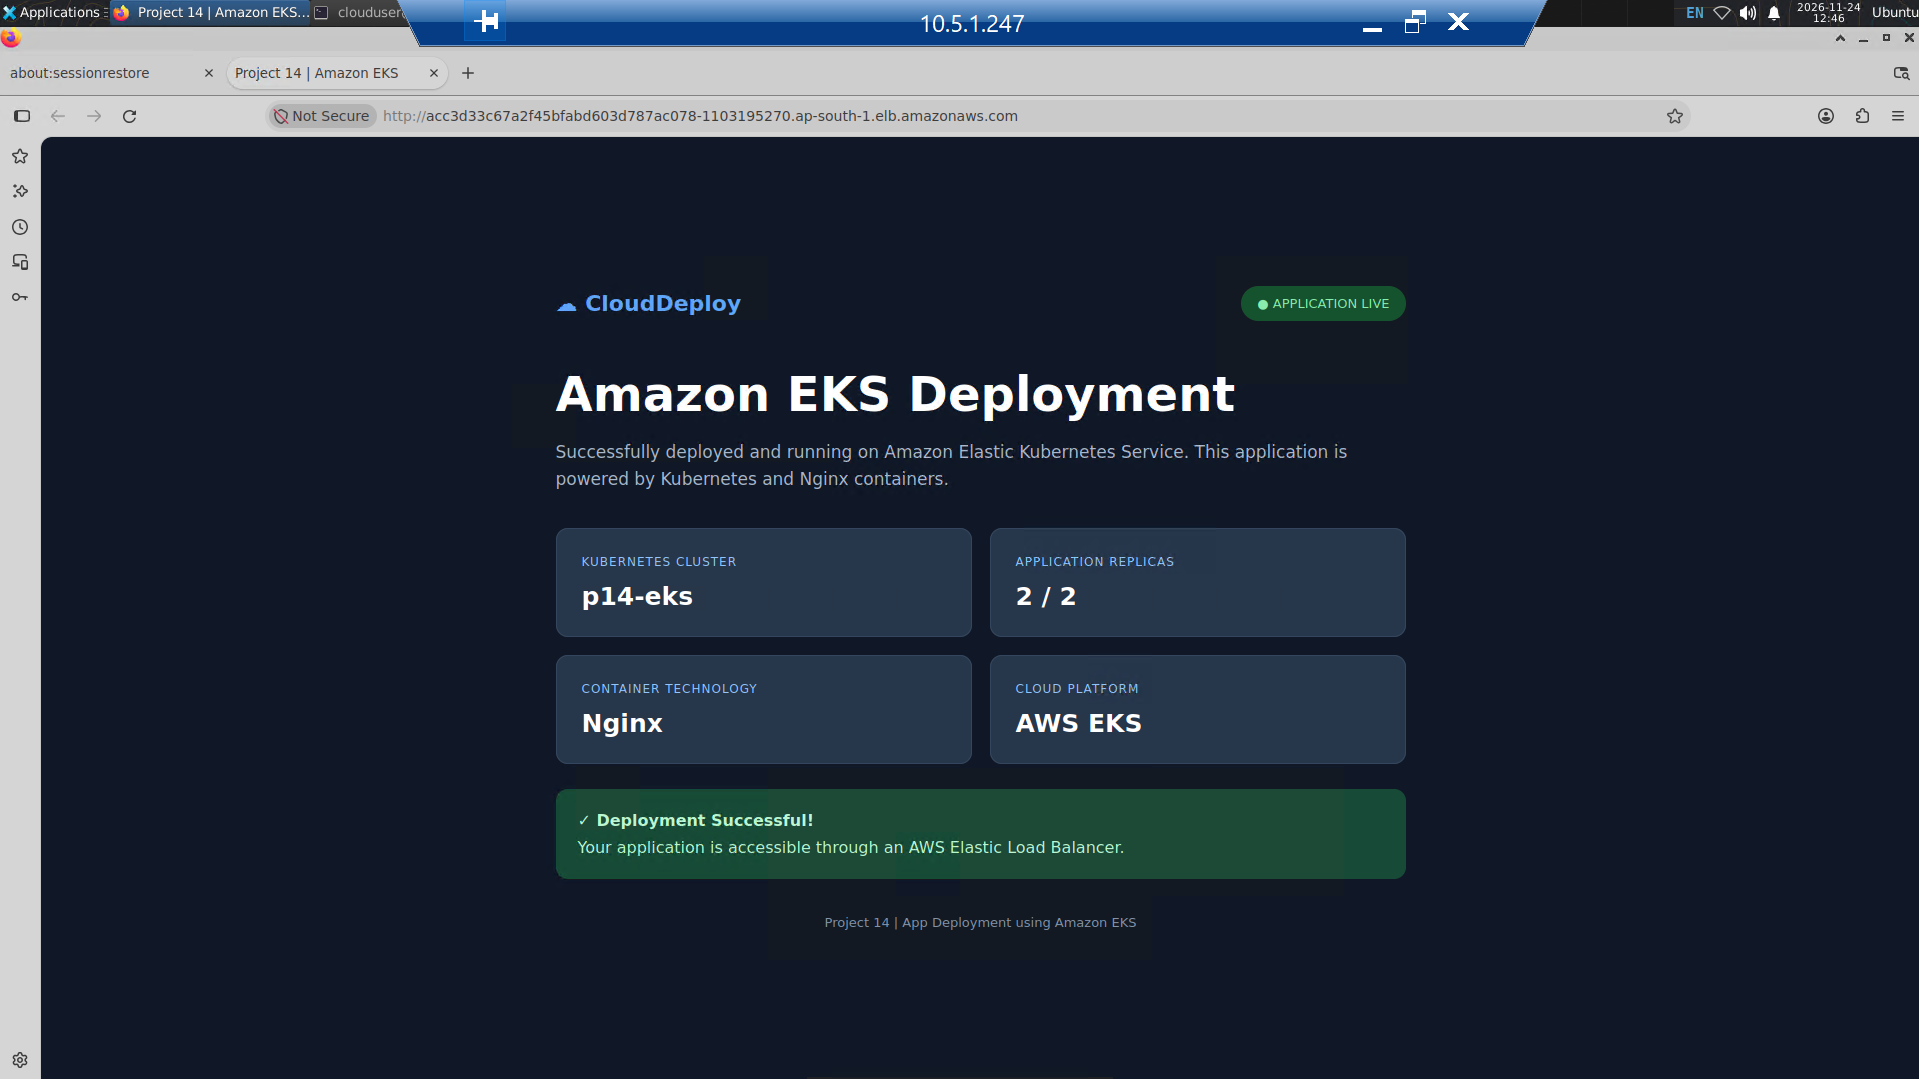 Applications
Project 14 | Amazon EKS...
clouduser
10.5.1.247
EN
2026-11-24
12:46
Ubuntu
about:sessionrestore
Project 14 | Amazon EKS
Not Secure
http://acc3d33c67a2f45bfabd603d787ac078-1103195270.ap-south-1.elb.amazonaws.com
CloudDeploy
● APPLICATION LIVE
Amazon EKS Deployment
Successfully deployed and running on Amazon Elastic Kubernetes Service. This application is
powered by Kubernetes and Nginx containers.
KUBERNETES CLUSTER
p14-eks
APPLICATION REPLICAS
2 / 2
CONTAINER TECHNOLOGY
Nginx
CLOUD PLATFORM
AWS EKS
✓ Deployment Successful!
Your application is accessible through an AWS Elastic Load Balancer.
Project 14 | App Deployment using Amazon EKS